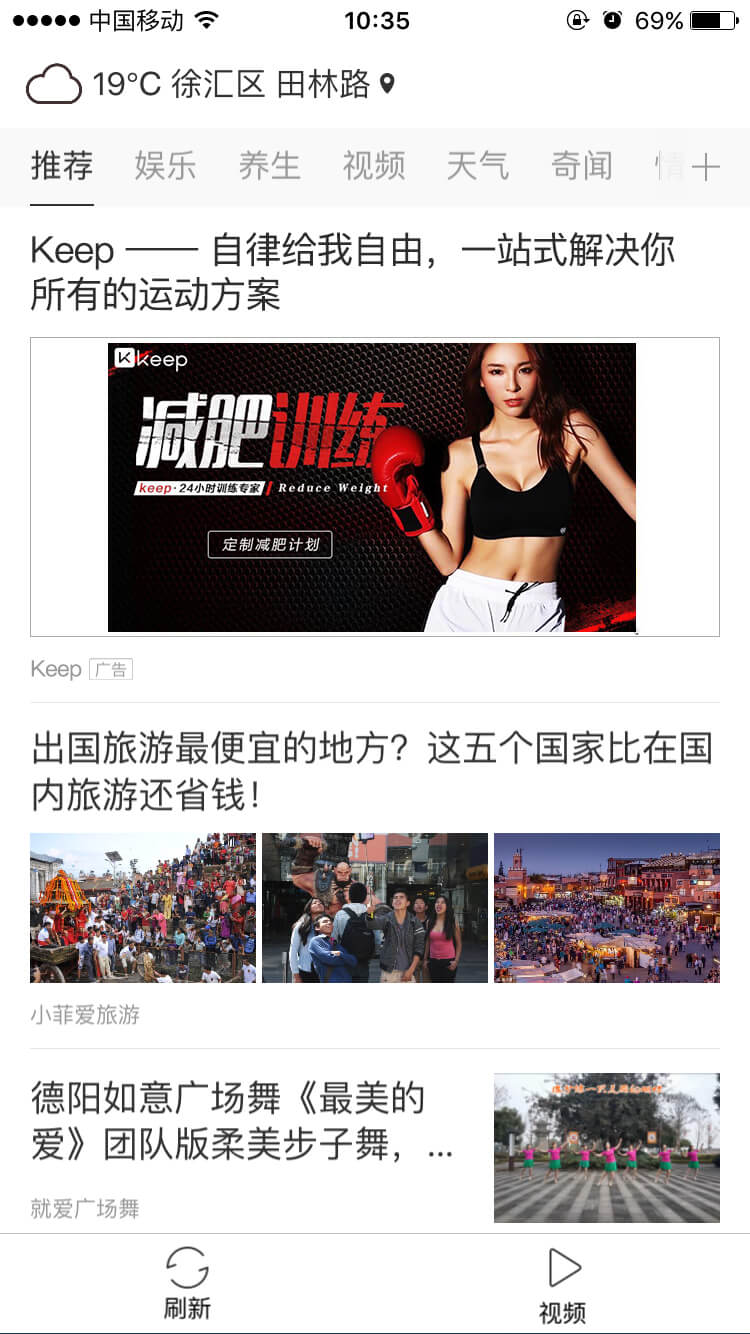 中国移动
10:35
69%
19°C 徐汇区 田林路
推荐 娱乐 养生 视频 天气 奇闻
Keep —— 自律给我自由，一站式解决你
所有的运动方案
K keep
减肥训练
keep·24小时训练专家 Reduce Weight
定制减肥计划
Keep 广告
出国旅游最便宜的地方？这五个国家比在国
内旅游还省钱！
小菲爱旅游
德阳如意广场舞《最美的
爱》团队版柔美步子舞，...
就爱广场舞
刷新
视频